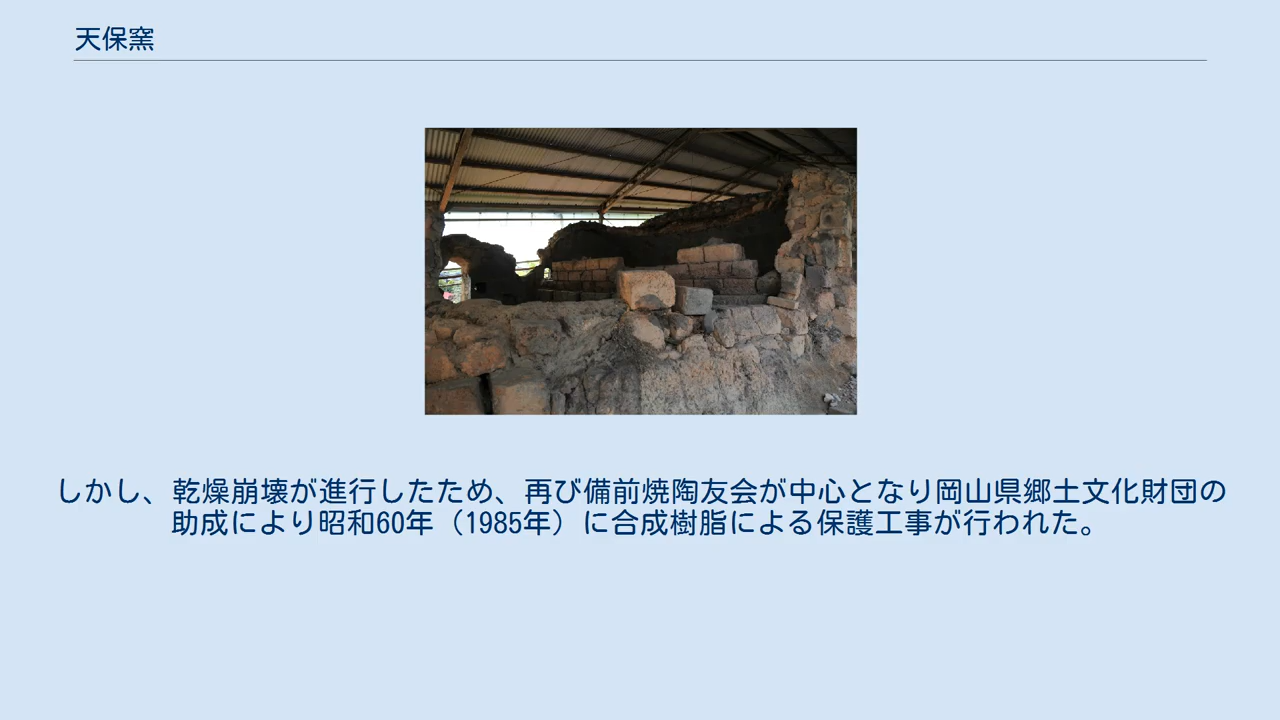 天保窯
しかし、乾燥崩壊が進行したため、再び備前焼陶友会が中心となり岡山県郷土文化財団の
助成により昭和60年（1985年）に合成樹脂による保護工事が行われた。